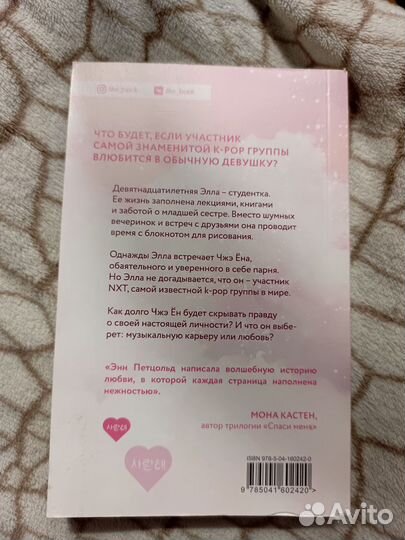 ЧТО БУДЕТ, ЕСЛИ УЧАСТНИК
САМОЙ ЗНАМЕНИТОЙ K-POP ГРУППЫ
ВЛЮБИТСЯ В ОБЫЧНУЮ ДЕВУШКУ?
Девятнадцатилетняя Элла – студентка.
Ее жизнь заполнена лекциями, книгами
и заботой о младшей сестре. Вместо шумных
вечеринок и встреч с друзьями она проводит
время с блокнотом для рисования.
Однажды Элла встречает Чжэ Ёна,
обаятельного и уверенного в себе парня.
Но Элла не догадывается, что он – участник
NXT, самой известной k-pop группы в мире.
Как долго Чжэ Ён будет скрывать правду
о своей настоящей личности? И что он выбе-
рет: музыкальную карьеру или любовь?
«Энн Петцольд написала волшебную историю
любви, в которой каждая страница наполнена
нежностью».
МОНА КАСТЕН,
автор трилогии «Спаси меня»
사랑해
사랑해
ISBN 978-5-04-160242-0
9 785041 602420 >
Avito